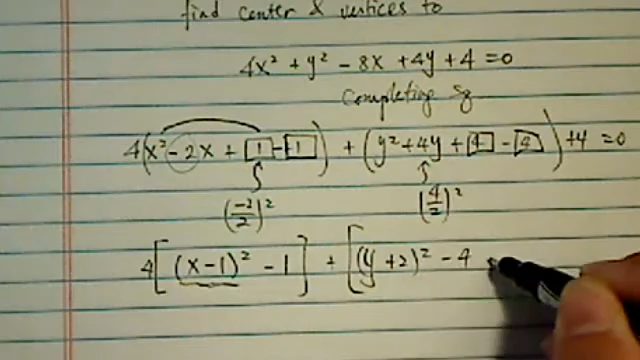 find center & vertices to
4x² + y² - 8x + 4y + 4 = 0
Completing Sq
4(x² - 2x + 1 - 1) + (y² + 4y + 4 - 4) + 4 = 0
(-2/2)² (4/2)²
4[(x - 1)² - 1] + [(y + 2)² - 4